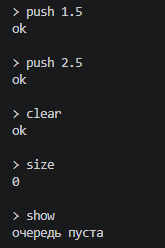 > push 1.5
ok
> push 2.5
ok
> clear
ok
> size
0
> show
очередь пуста